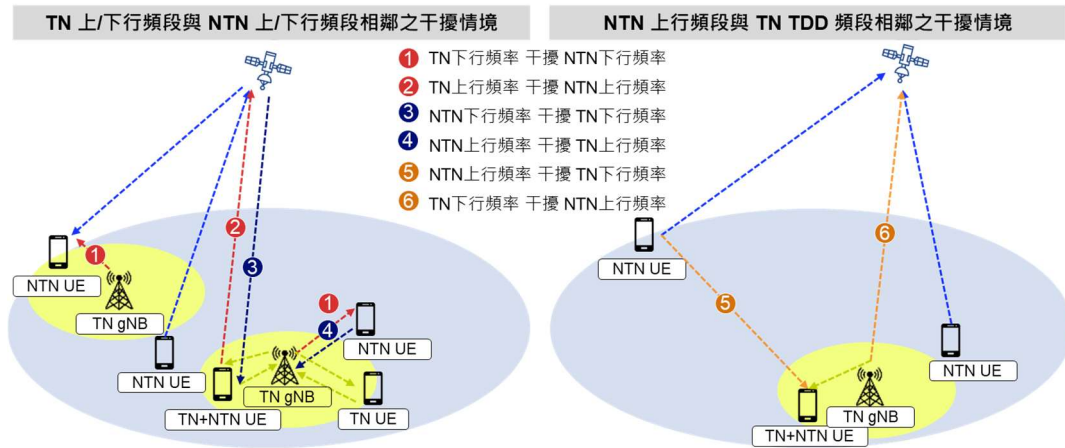 TN 上/下行頻段與 NTN 上/下行頻段相鄰之干擾情境
NTN 上行頻段與 TN TDD 頻段相鄰之干擾情境
1 TN下行頻率 干擾 NTN下行頻率
2 TN上行頻率 干擾 NTN上行頻率
3 NTN下行頻率 干擾 TN下行頻率
4 NTN上行頻率 干擾 TN上行頻率
5 NTN上行頻率 干擾 TN下行頻率
6 TN下行頻率 干擾 NTN上行頻率
1
NTN UE
TN gNB
2
3
NTN UE
1
4
NTN UE
TN gNB
TN+NTN UE
TN UE
NTN UE
5
6
NTN UE
TN gNB
TN+NTN UE